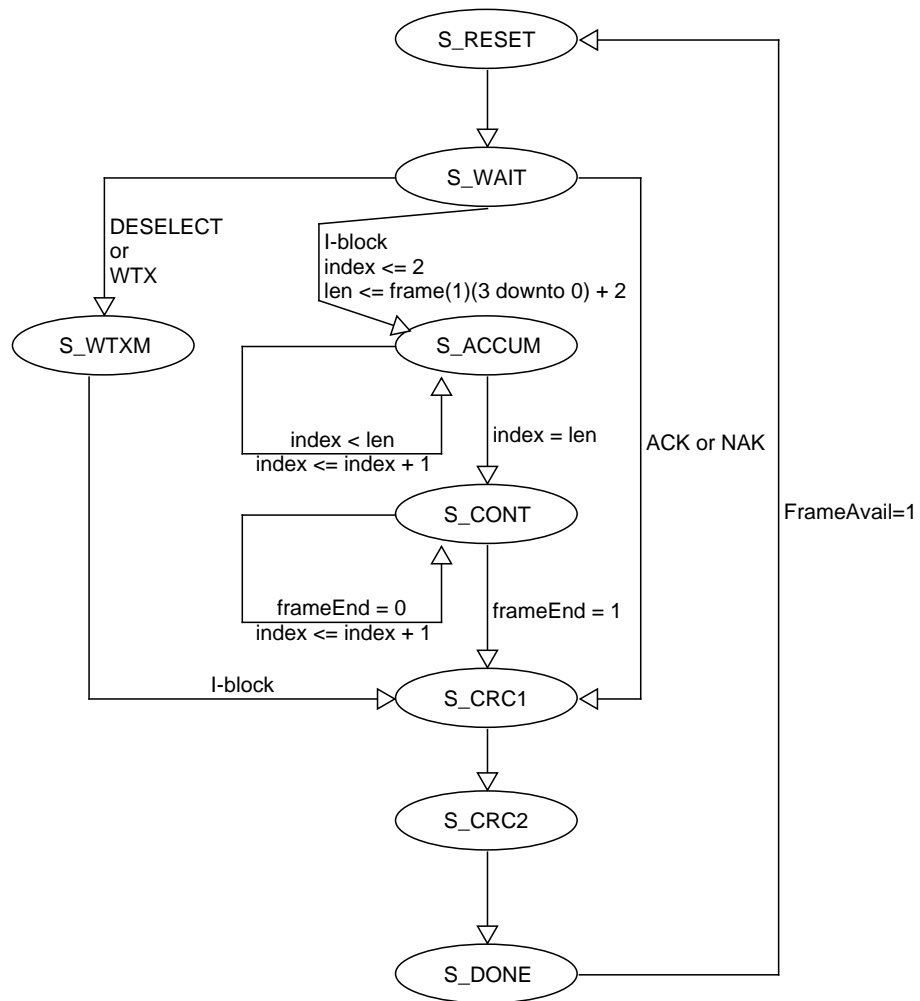 S_RESET
S_WAIT
DESELECT
or
WTX
I-block
index <= 2
len <= frame(1)(3 downto 0) + 2
S_WTXM
S_ACCUM
index < len
index <= index + 1
index = len
ACK or NAK
S_CONT
FrameAvail=1
frameEnd = 0
index <= index + 1
frameEnd = 1
I-block
S_CRC1
S_CRC2
S_DONE